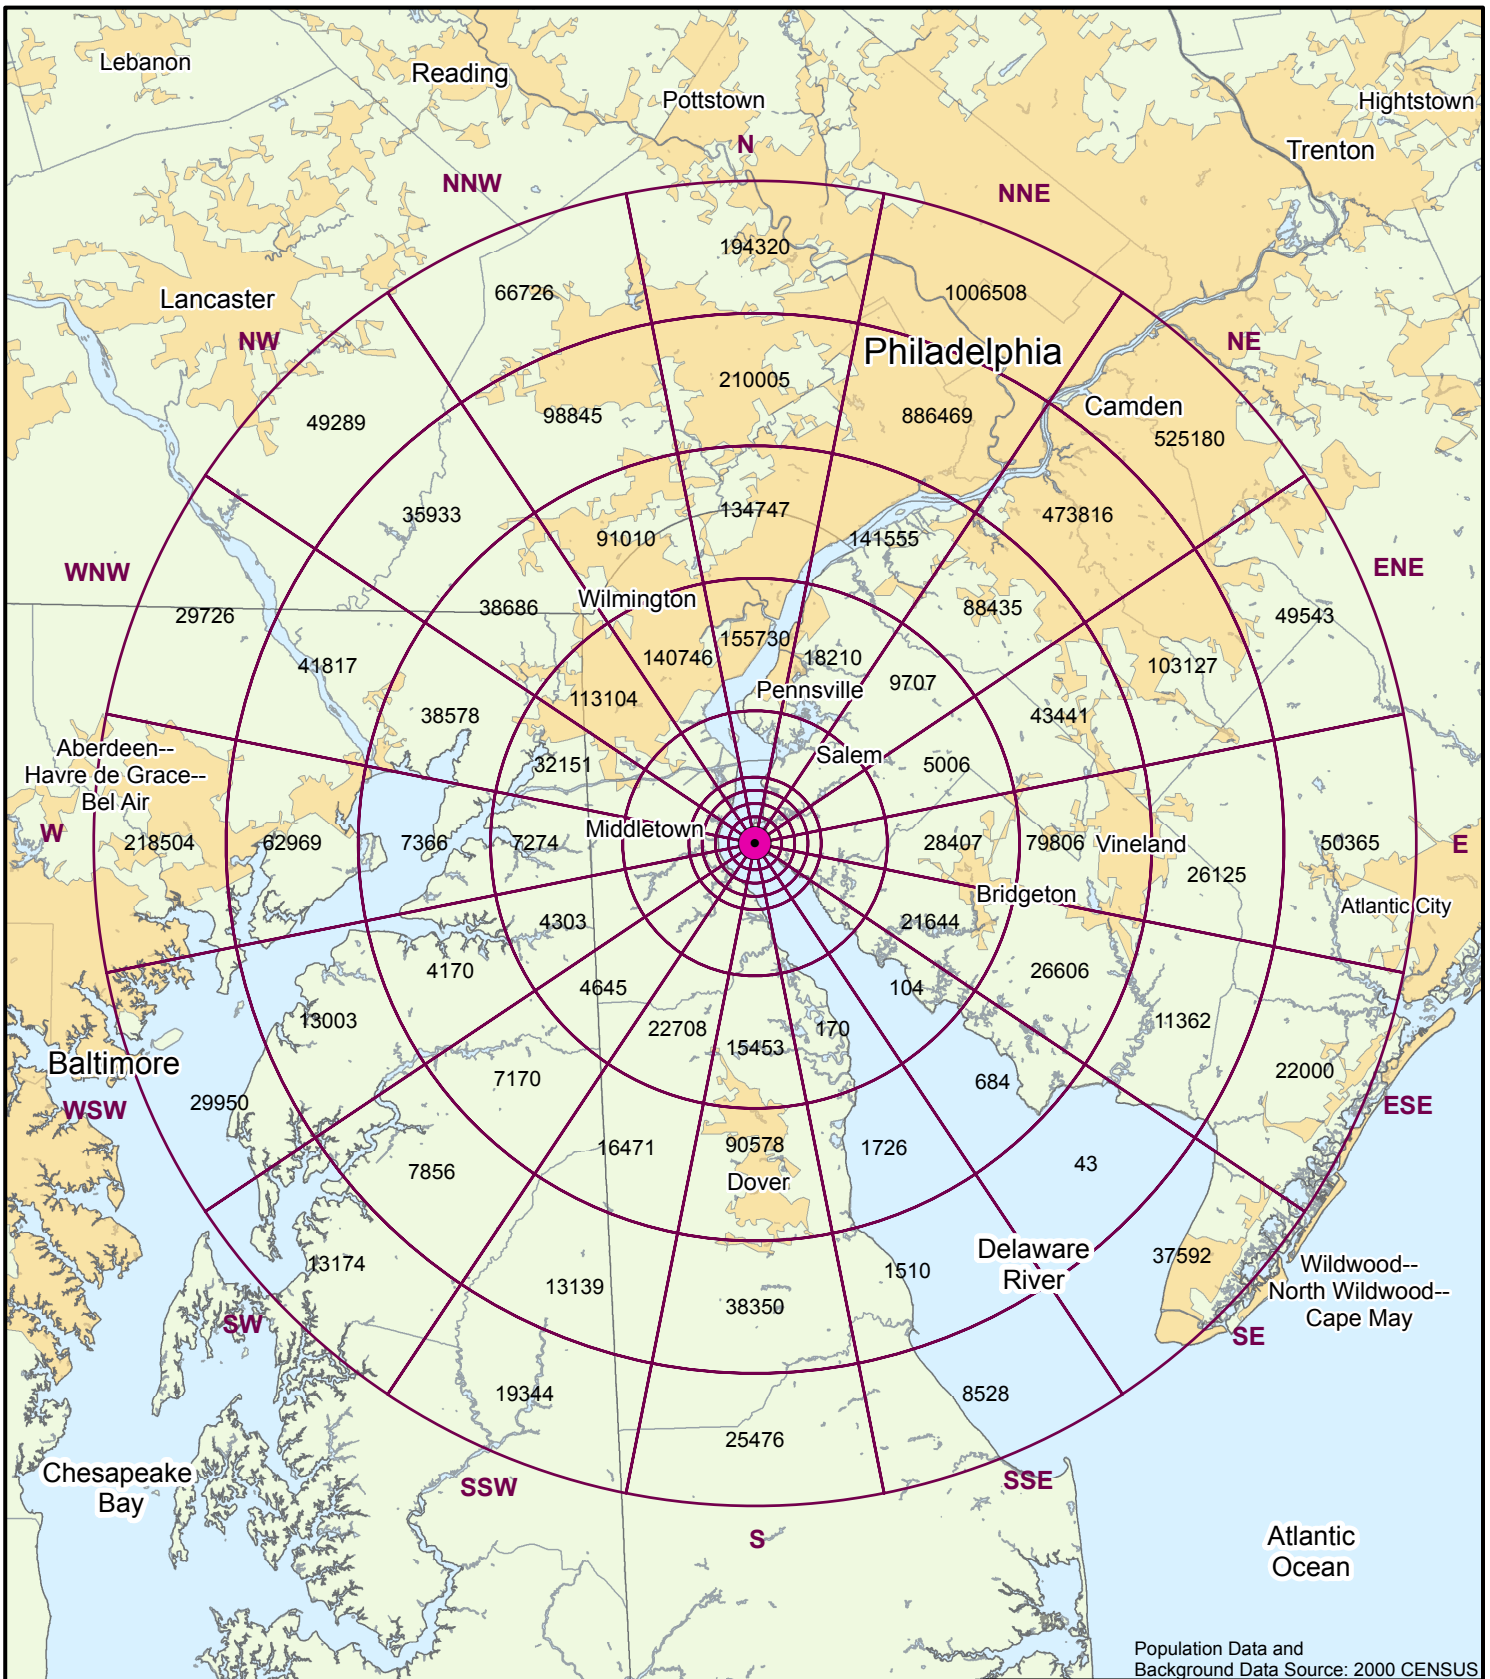 Lebanon
Reading
Pottstown
Hightstown
N
Trenton
NNW
NNE
194320
66726
1006508
Lancaster
NW
NE
Philadelphia
210005
Camden
98845
886469
49289
525180
35933
134747
473816
91010
141555
WNW
ENE
Wilmington
38686
88435
29726
49543
155730
140746
18210
41817
103127
9707
Pennsville
113104
38578
43441
Aberdeen--
Havre de Grace--
Bel Air
Salem
32151
5006
W
Middletown
218504
62969
7366
7274
28407
79806
Vineland
50365
E
26125
Bridgeton
Atlantic City
4303
21644
4170
26606
4645
104
13003
22708
170
11362
15453
Baltimore
7170
684
22000
29950
WSW
ESE
16471
90578
1726
43
7856
Dover
Delaware
River
37592
13174
1510
Wildwood--
North Wildwood--
Cape May
13139
38350
SW
SE
19344
8528
25476
Chesapeake
Bay
SSW
SSE
S
Atlantic
Ocean
Population Data and
Background Data Source: 2000 CENSUS